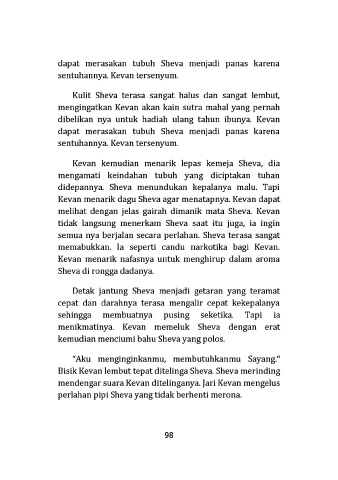 dapat merasakan tubuh Sheva menjadi panas karena
sentuhannya. Kevan tersenyum.
Kulit Sheva terasa sangat halus dan sangat lembut,
mengingatkan Kevan akan kain sutra mahal yang pernah
dibelikan nya untuk hadiah ulang tahun ibunya. Kevan
dapat merasakan tubuh Sheva menjadi panas karena
sentuhannya. Kevan tersenyum.
Kevan kemudian menarik lepas kemeja Sheva, dia
mengamati keindahan tubuh yang diciptakan tuhan
didepannya. Sheva menundukan kepalanya malu. Tapi
Kevan menarik dagu Sheva agar menatapnya. Kevan dapat
melihat dengan jelas gairah dimanik mata Sheva. Kevan
tidak langsung menerkam Sheva saat itu juga, ia ingin
semua nya berjalan secara perlahan. Sheva terasa sangat
memabukkan. Ia seperti candu narkotika bagi Kevan.
Kevan menarik nafasnya untuk menghirup dalam aroma
Sheva di rongga dadanya.
Detak jantung Sheva menjadi getaran yang teramat
cepat dan darahnya terasa mengalir cepat kekepalanya
sehingga membuatnya pusing seketika. Tapi ia
menikmatinya. Kevan memeluk Sheva dengan erat
kemudian menciumi bahu Sheva yang polos.
"Aku menginginkanmu, membutuhkanmu Sayang."
Bisik Kevan lembut tepat ditelinga Sheva. Sheva merinding
mendengar suara Kevan ditelinganya. Jari Kevan mengelus
perlahan pipi Sheva yang tidak berhenti merona.
98